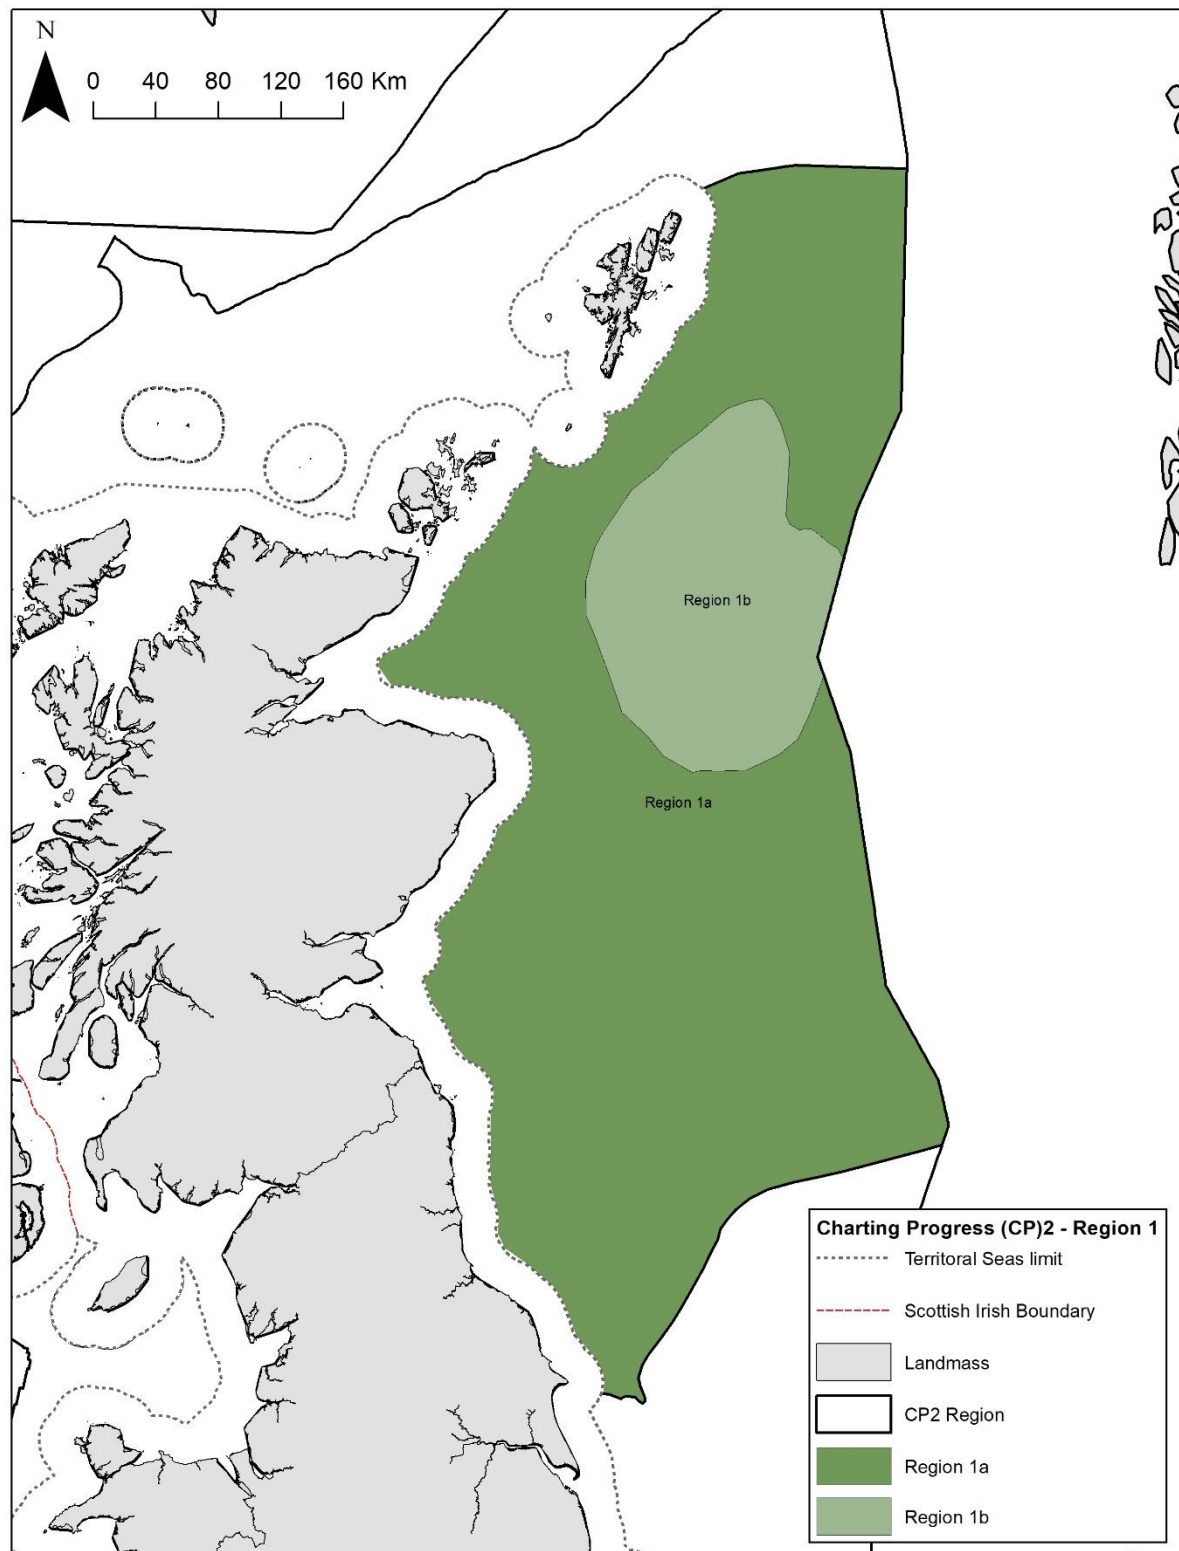 N
0 40 80 120 160 Km
Region 1b
Region 1a
Charting Progress (CP)2 - Region 1
Territoral Seas limit
Scottish Irish Boundary
Landmass
CP2 Region
Region 1a
Region 1b